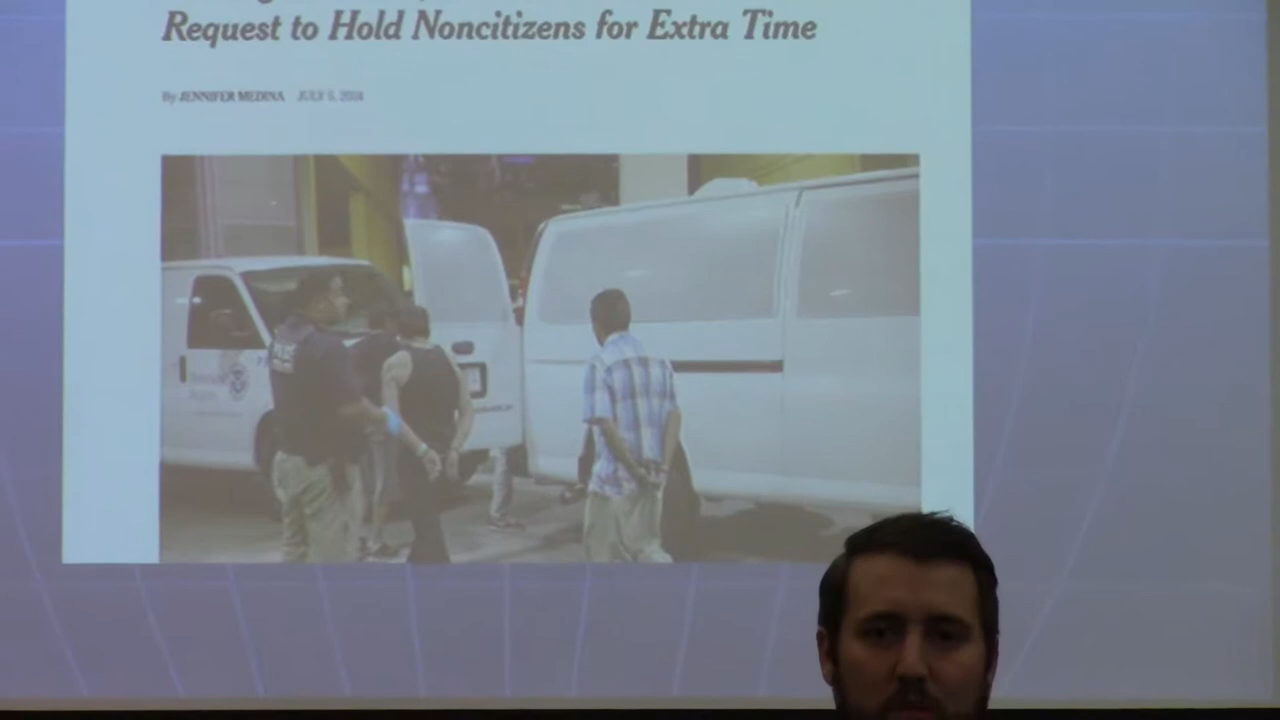 Request to Hold Noncitizens for Extra Time
By JENNIFER MEDINA JULY 5, 2014